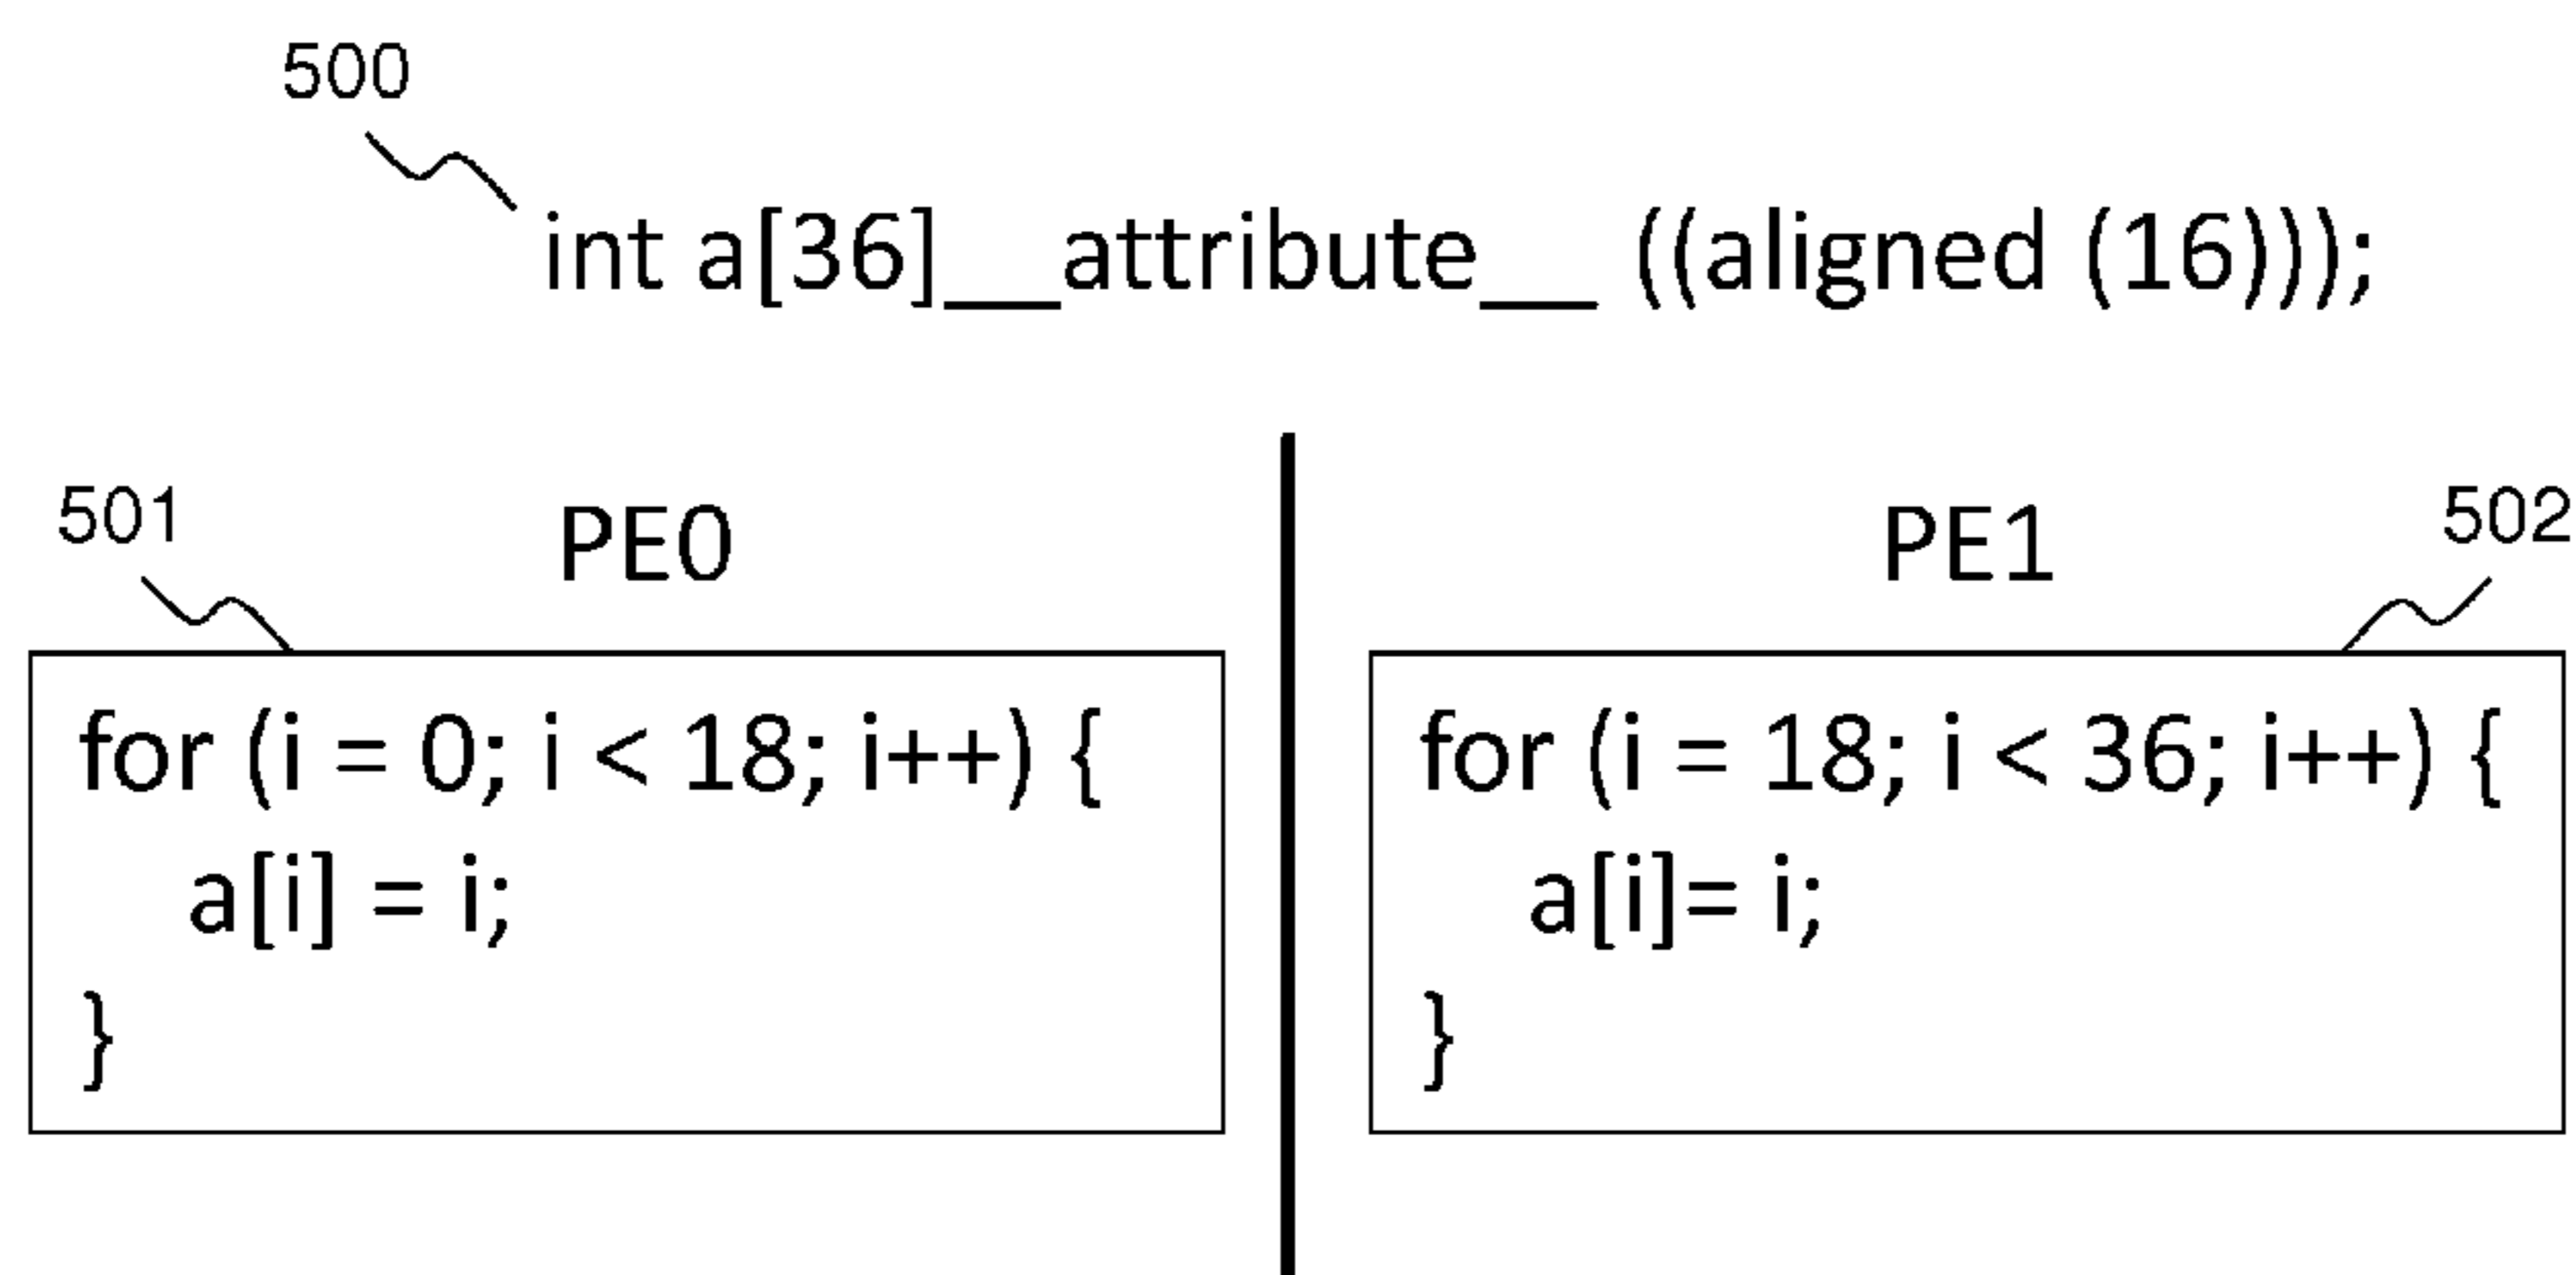 500
int a[36]__attribute__ ((aligned (16)));
501
PE0
for (i = 0; i < 18; i++) {
a[i] = i;
}
PE1
502
for (i = 18; i < 36; i++) {
a[i]= i;
}